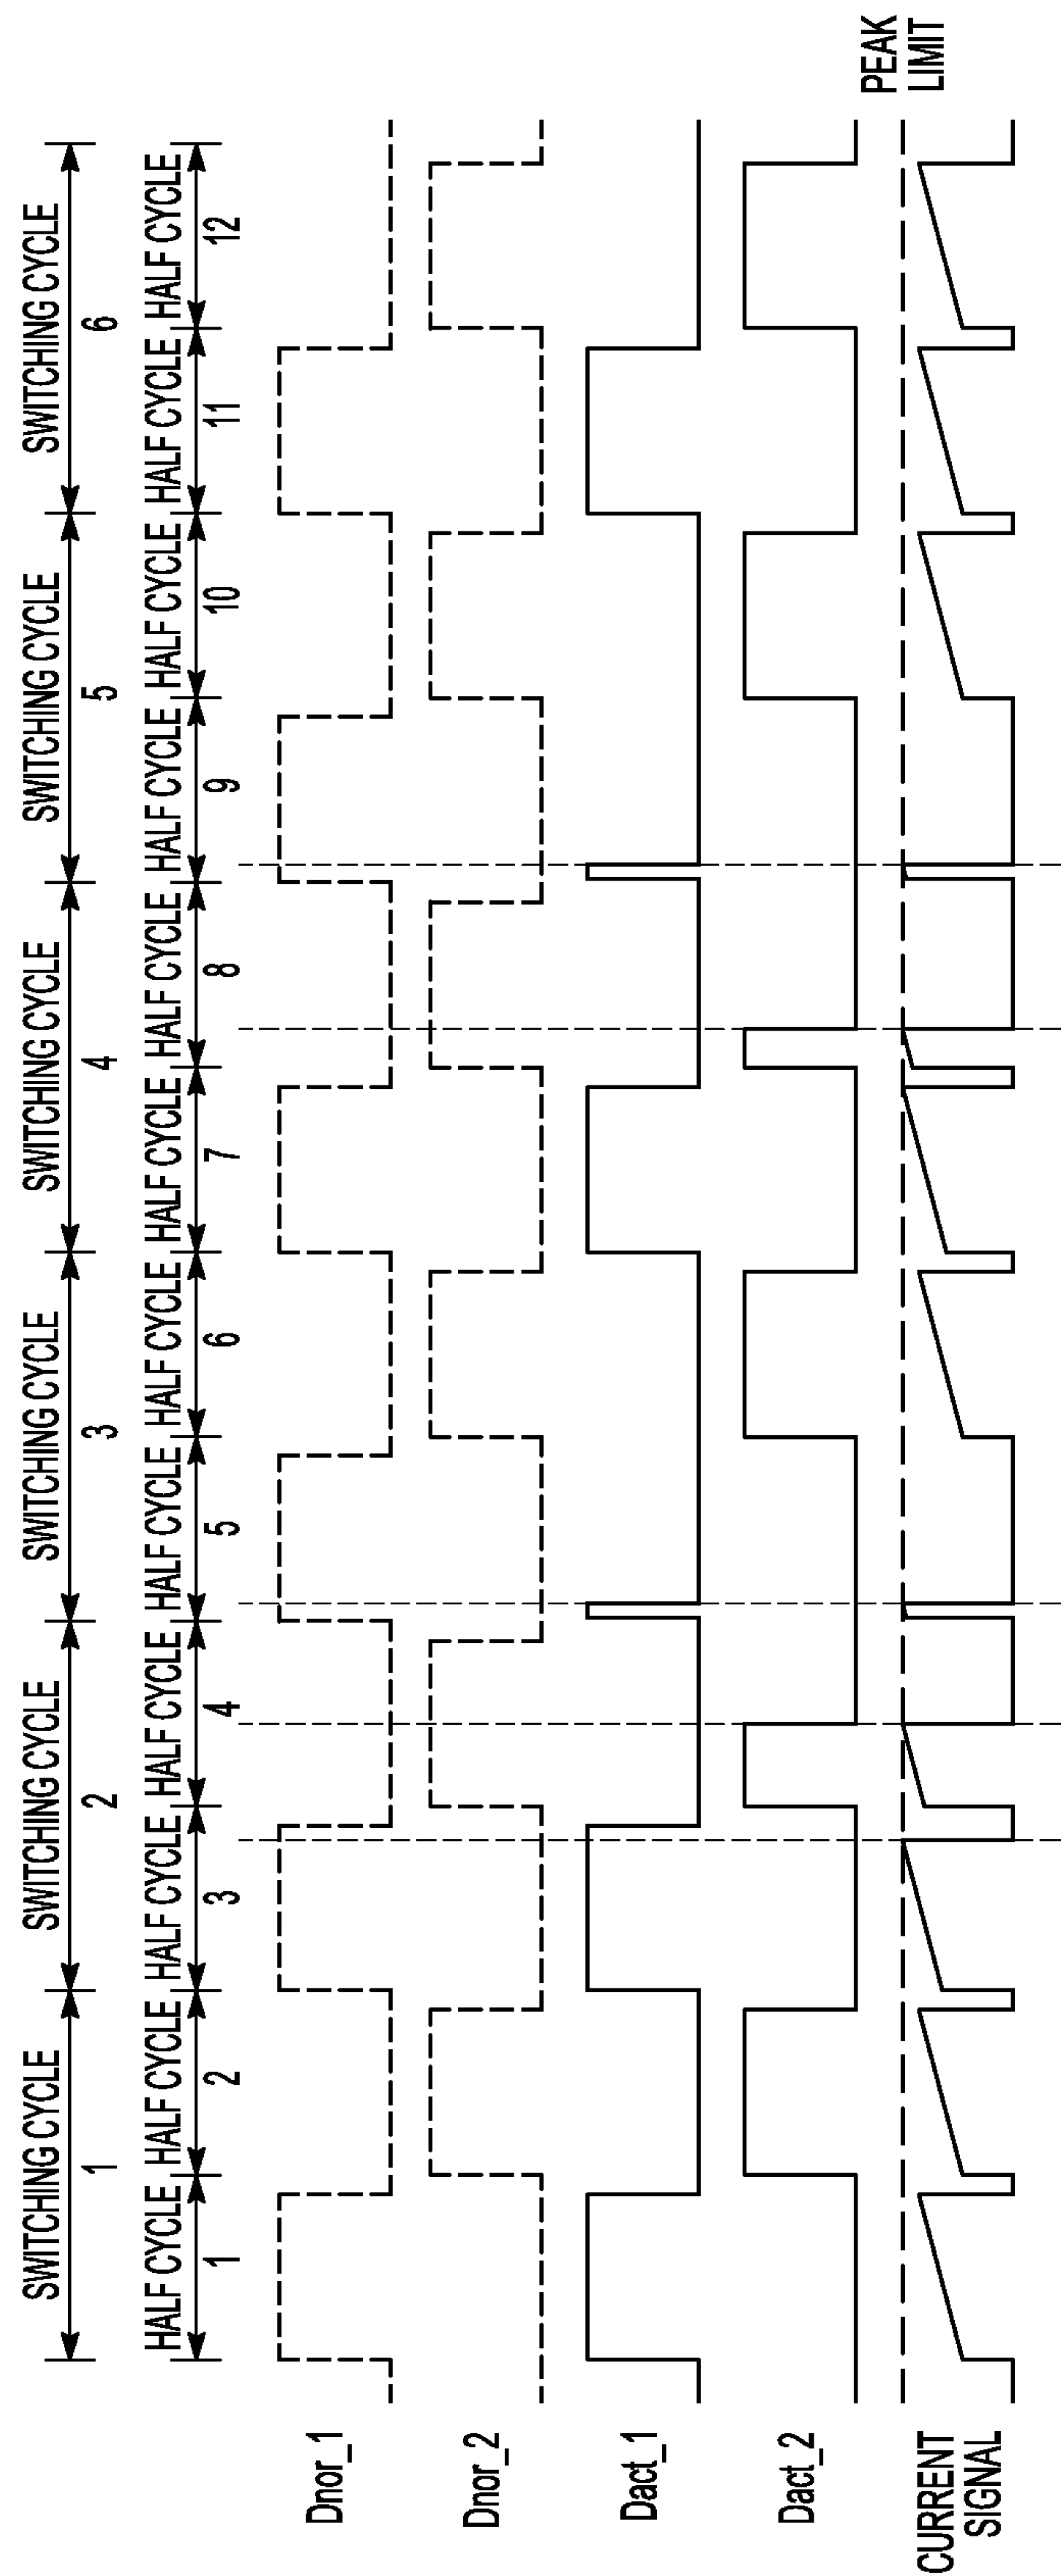 SWITCHING CYCLE 1
SWITCHING CYCLE 2
SWITCHING CYCLE 3
SWITCHING CYCLE 4
SWITCHING CYCLE 5
SWITCHING CYCLE 6
HALF CYCLE 1
HALF CYCLE 2
HALF CYCLE 3
HALF CYCLE 4
HALF CYCLE 5
HALF CYCLE 6
HALF CYCLE 7
HALF CYCLE 8
HALF CYCLE 9
HALF CYCLE 10
HALF CYCLE 11
HALF CYCLE 12
Dnor_1
Dnor_2
Dact_1
Dact_2
PEAK
LIMIT
CURRENT
SIGNAL